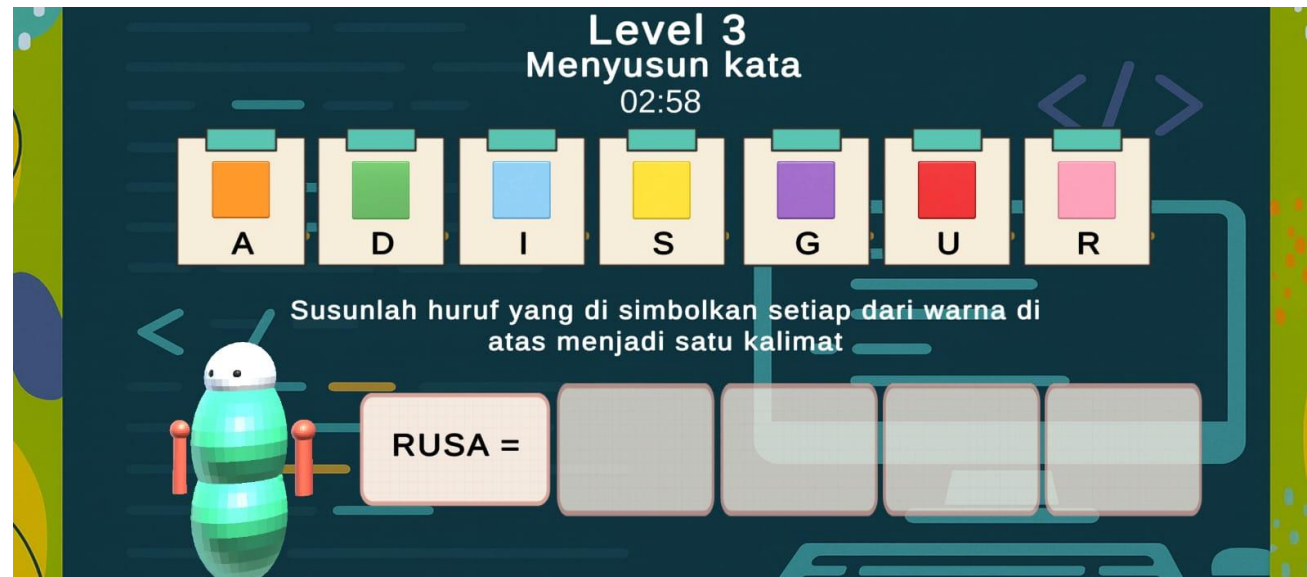 Level 3
Menyusun kata
02:58
A D I S G U R
Susunlah huruf yang di simbolkan setiap dari warna di
atas menjadi satu kalimat
RUSA =